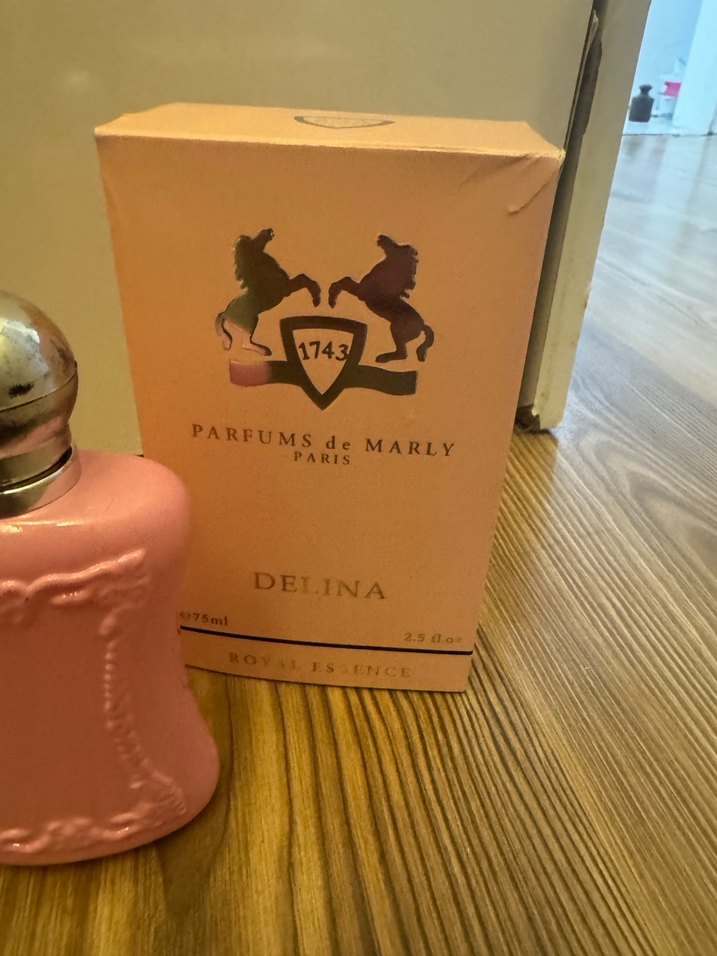 1743
PARFUMS de MARLY
PARIS
DELINA
℮75ml
2.5 fl.oz
ROYAL ESSENCE